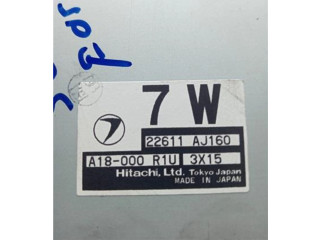 7 W
22611 AJ160
A18-000 R1U 3X15
Hitachi, Ltd. Tokyo Japan
MADE IN JAPAN